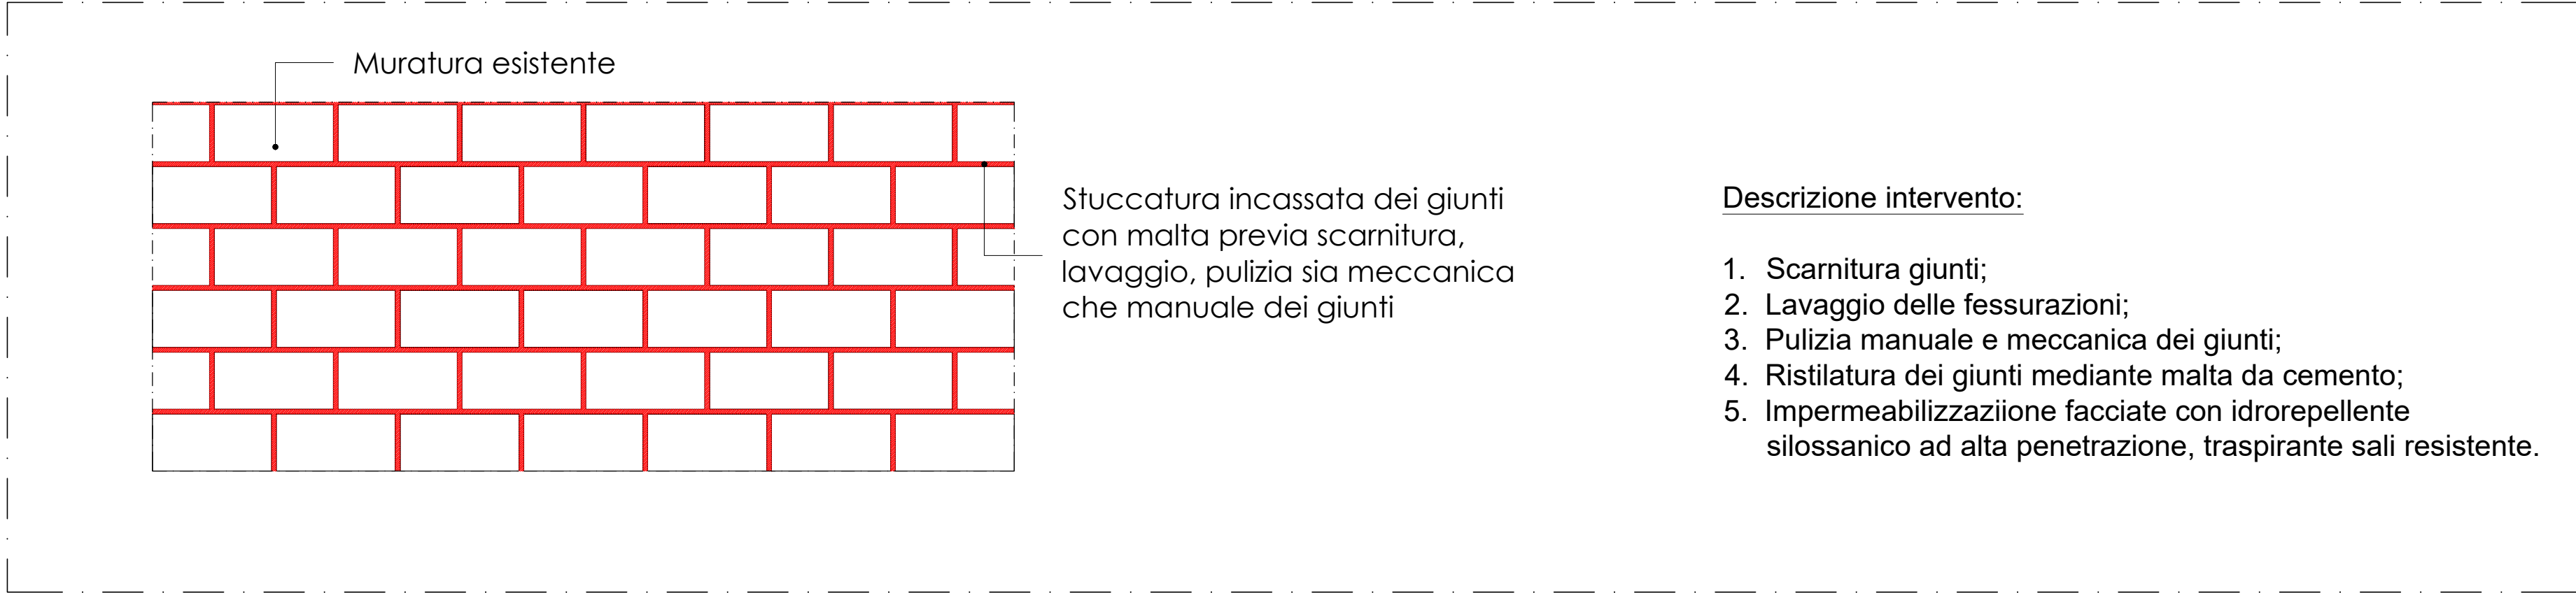 Muratura esistente
Stuccatura incassata dei giunti
con malta previa scarnitura,
lavaggio, pulizia sia meccanica
che manuale dei giunti
Descrizione intervento:
1. Scarnitura giunti;
2. Lavaggio delle fessurazioni;
3. Pulizia manuale e meccanica dei giunti;
4. Ristilatura dei giunti mediante malta da cemento;
5. Impermeabilizzaziione facciate con idrorepellente
silossanico ad alta penetrazione, traspirante sali resistente.